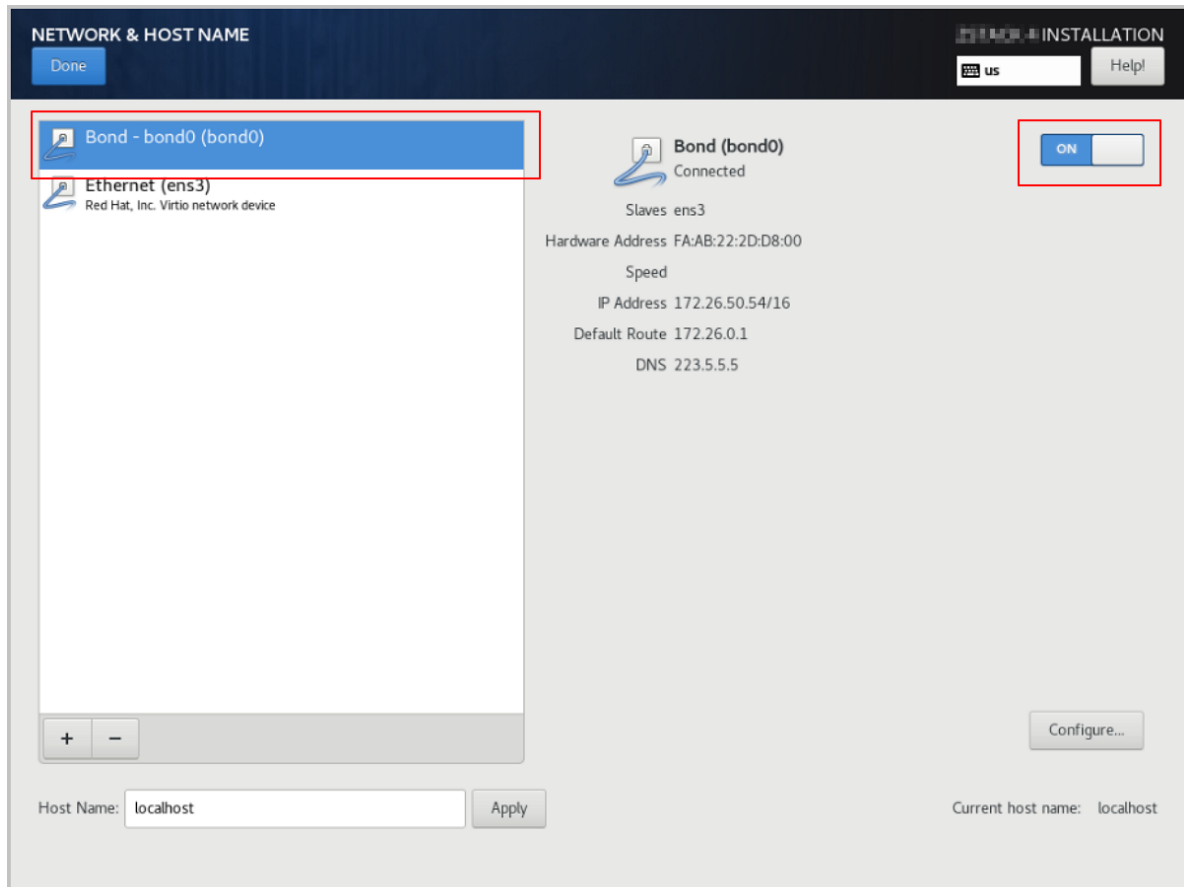 NETWORK & HOST NAME
INSTALLATION
Done
us
Help!
Bond - bond0 (bond0)
Ethernet (ens3)
Red Hat, Inc. Virtio network device
Bond (bond0)
Connected
ON
Slaves ens3
Hardware Address FA:AB:22:2D:D8:00
Speed
IP Address 172.26.50.54/16
Default Route 172.26.0.1
DNS 223.5.5.5
+ −
Configure...
Host Name: localhost Apply
Current host name: localhost